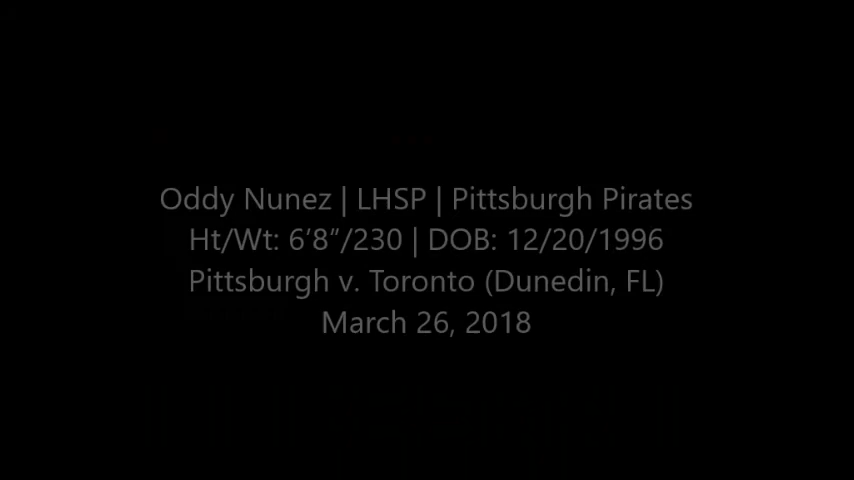 Oddy Nunez | LHSP | Pittsburgh Pirates
Ht/Wt: 6’8“/230 | DOB: 12/20/1996
Pittsburgh v. Toronto (Dunedin, FL)
March 26, 2018